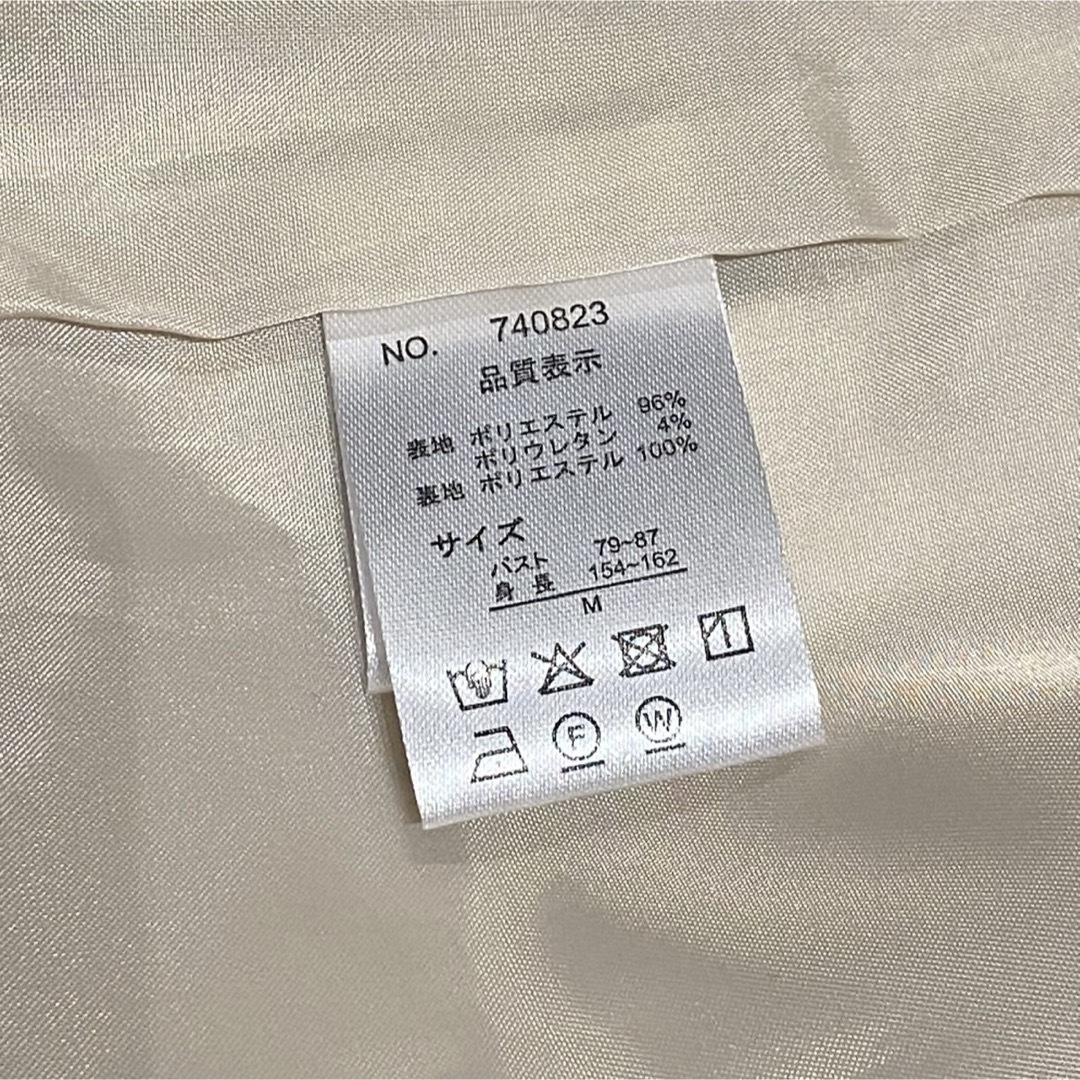 NO. 740823
品質表示
表地 ポリエステル 96%
ポリウレタン 4%
裏地 ポリエステル 100%
サイズ
バスト 79~87
身長 154~162
M
F W